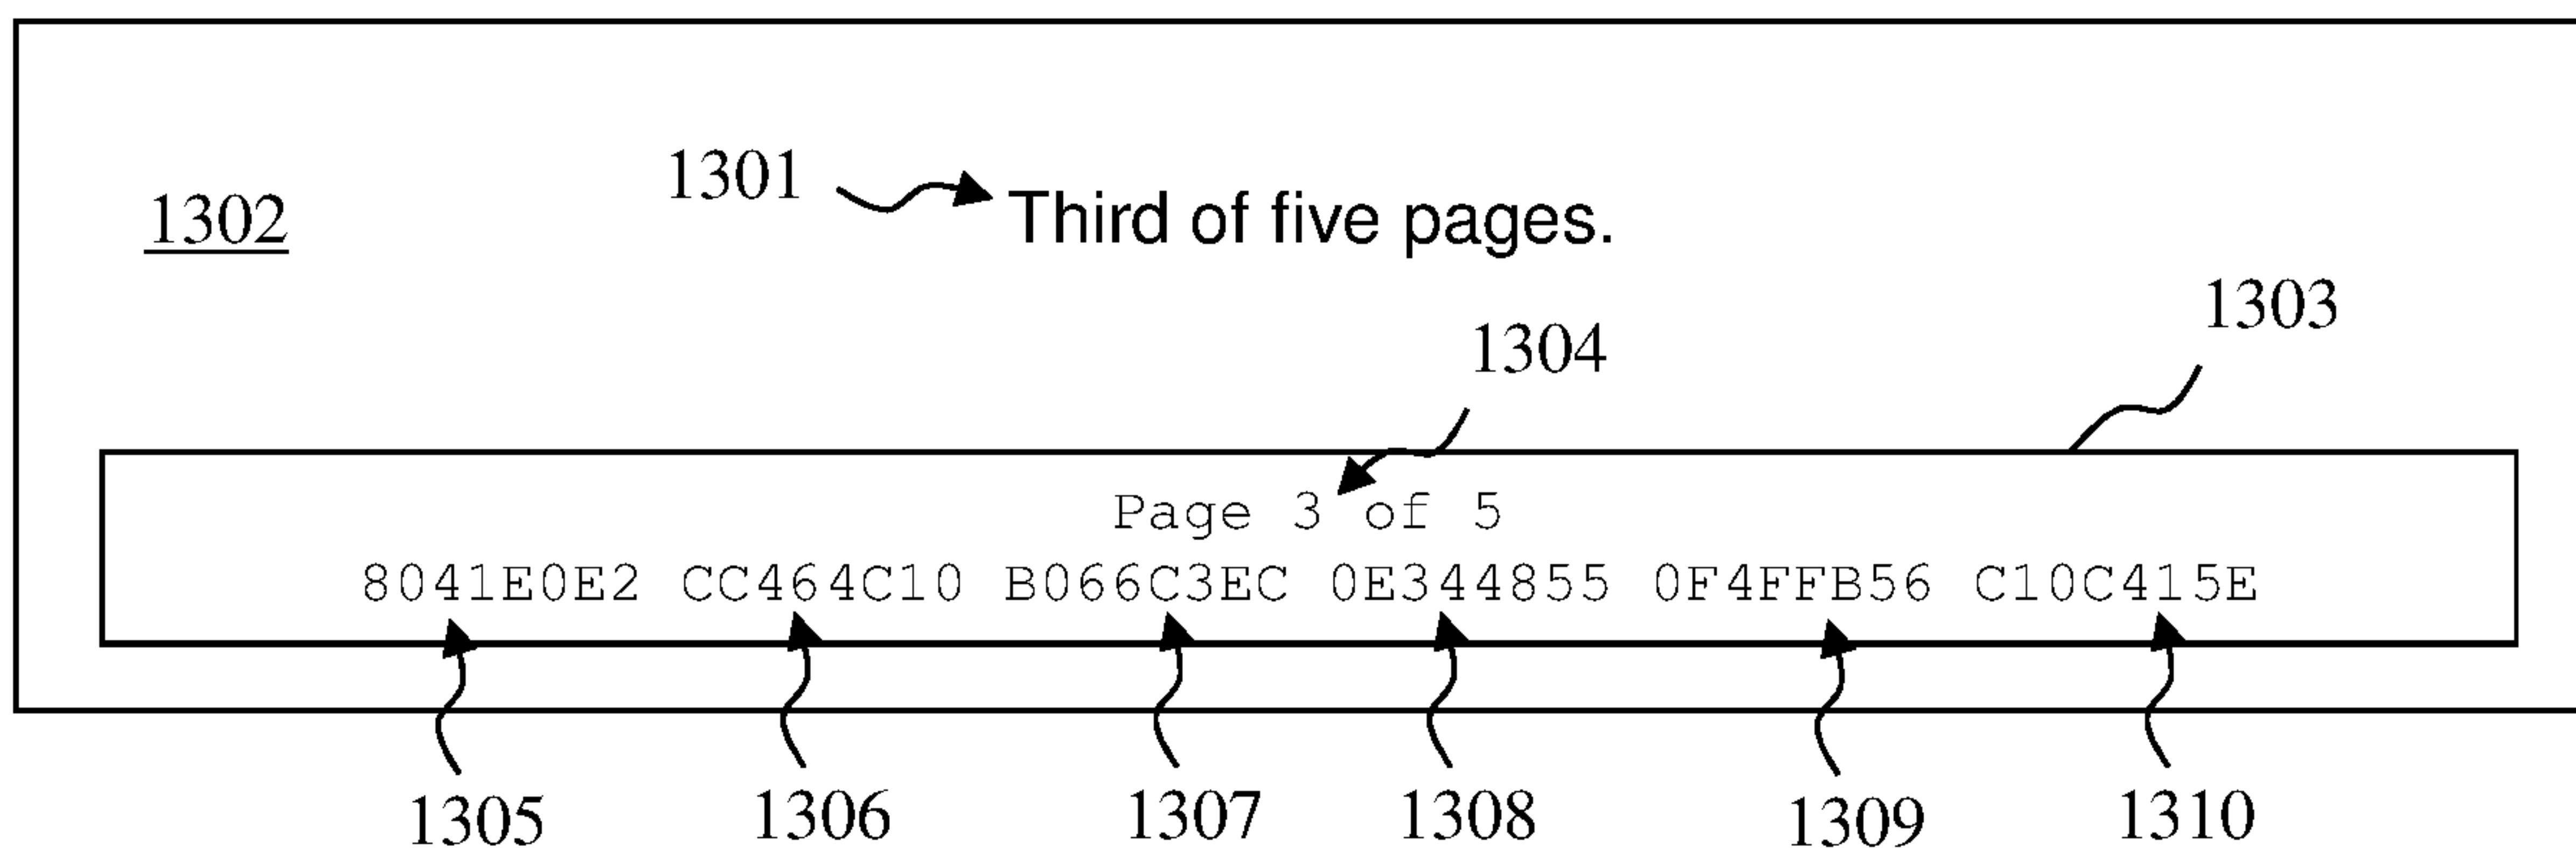 1301 Third of five pages.
1302
1303
1304
Page 3 of 5
8041E0E2 CC464C10 B066C3EC 0E344855 0F4FFB56 C10C415E
1305 1306 1307 1308 1309 1310